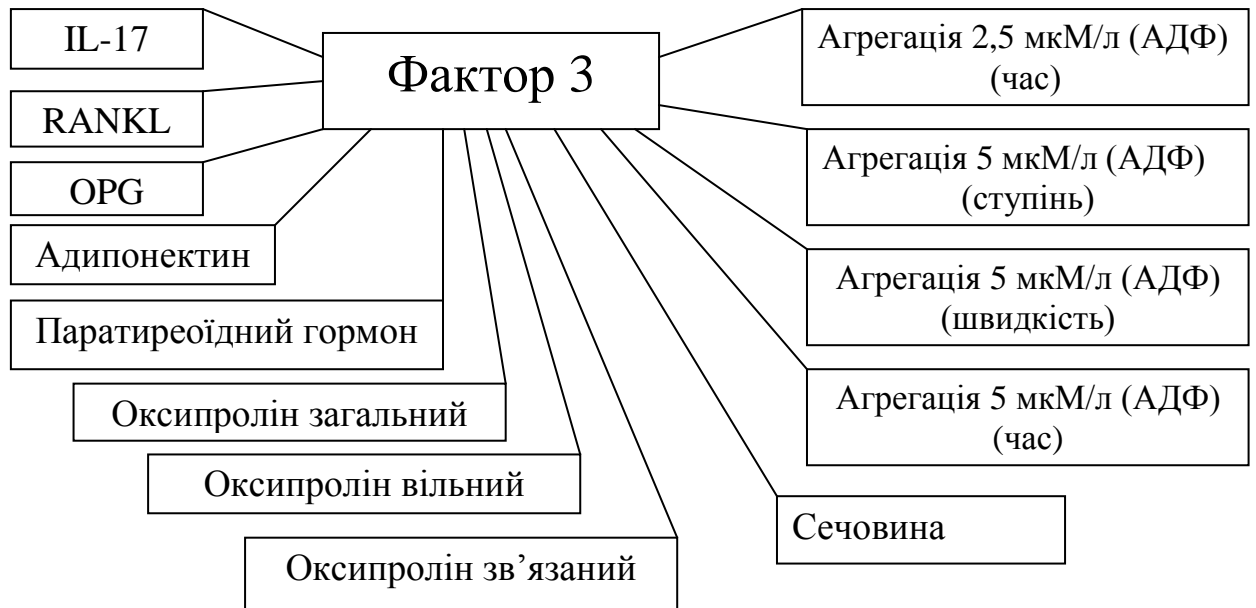 IL-17
RANKL
OPG
Адипонектин
Паратиреоїдний гормон
Оксипролін загальний
Оксипролін вільний
Оксипролін зв’язаний
Фактор 3
Агрегація 2,5 мкМ/л (АДФ)
(час)
Агрегація 5 мкМ/л (АДФ)
(ступінь)
Агрегація 5 мкМ/л (АДФ)
(швидкість)
Агрегація 5 мкМ/л (АДФ)
(час)
Сечовина